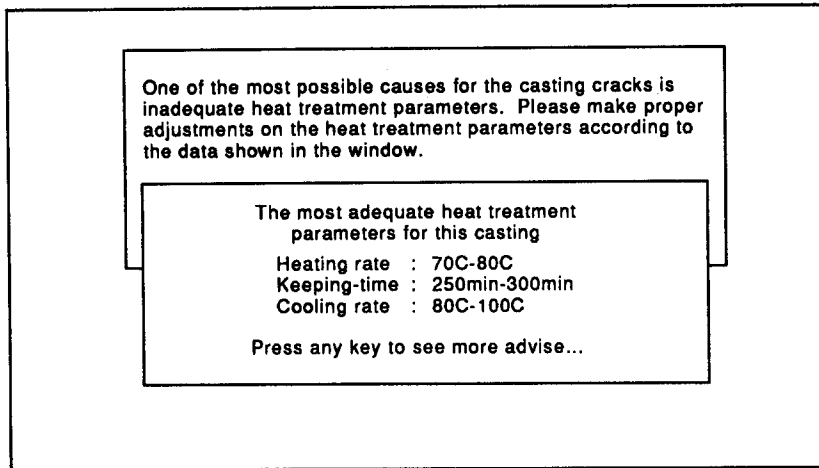 One of the most possible causes for the casting cracks is
inadequate heat treatment parameters. Please make proper
adjustments on the heat treatment parameters according to
the data shown in the window.
The most adequate heat treatment
parameters for this casting
Heating rate : 70C-80C
Keeping-time : 250min-300min
Cooling rate : 80C-100C
Press any key to see more advise...